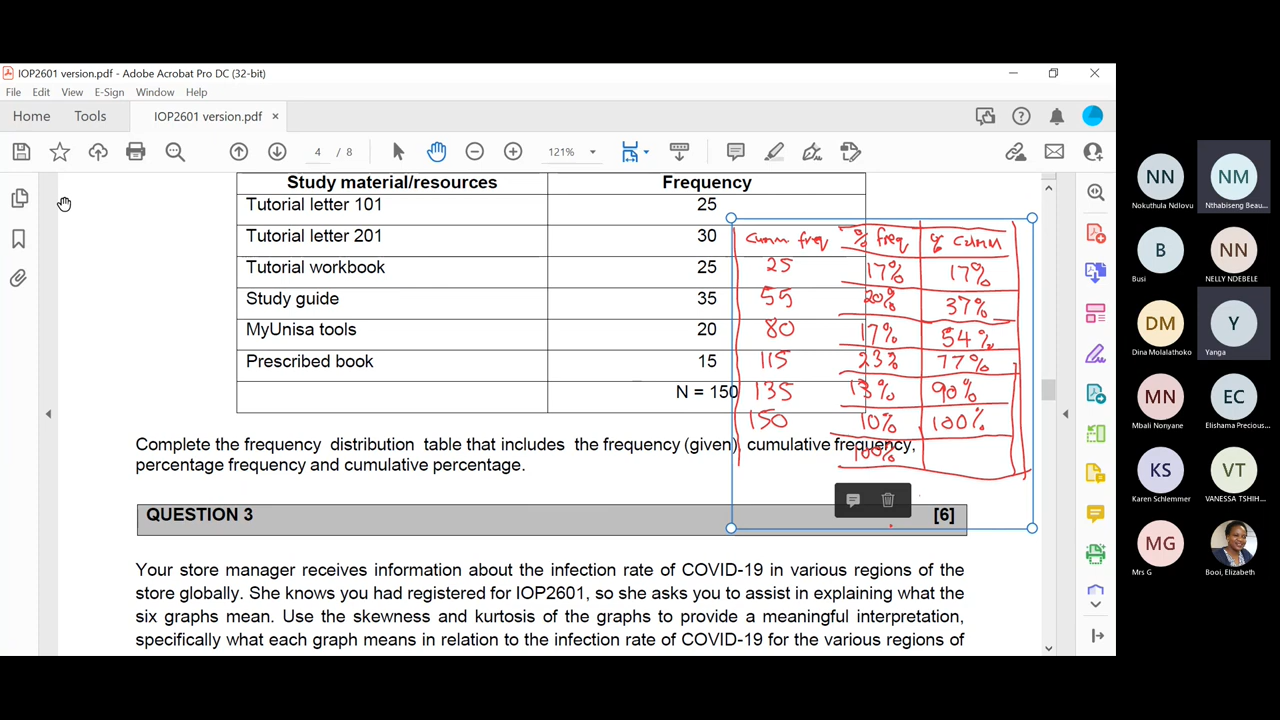 IOP2601 version.pdf - Adobe Acrobat Pro DC (32-bit)
File Edit View E-Sign Window Help
Home Tools IOP2601 version.pdf ×
4 / 8 121%
Study material/resources Frequency
Tutorial letter 101 25
Tutorial letter 201 30
Tutorial workbook 25
Study guide 35
MyUnisa tools 20
Prescribed book 15
N = 150
cumm freq % freq % cumm
25 17% 17%
55 20% 37%
80 17% 54%
115 23% 77%
135 13% 90%
150 10% 100%
100%
Complete the frequency distribution table that includes the frequency (given), cumulative frequency,
percentage frequency and cumulative percentage.
QUESTION 3 [6]
Your store manager receives information about the infection rate of COVID-19 in various regions of the
store globally. She knows you had registered for IOP2601, so she asks you to assist in explaining what the
six graphs mean. Use the skewness and kurtosis of the graphs to provide a meaningful interpretation,
specifically what each graph means in relation to the infection rate of COVID-19 for the various regions of
NN NM
Nokuthula Ndlovu Nthabiseng Beau...
B NN
Busi NELLY NDEBELE
DM Y
Dina Molalathoko Yanga
MN EC
Mbali Nonyane Elishama Precious...
KS VT
Karen Schlemmer VANESSA TSHIH...
MG
Mrs G Booi, Elizabeth